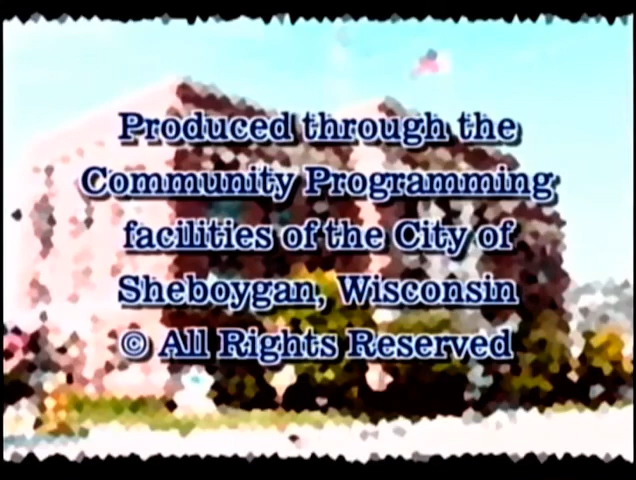 Produced through the
Community Programming
facilities of the City of
Sheboygan, Wisconsin
© All Rights Reserved